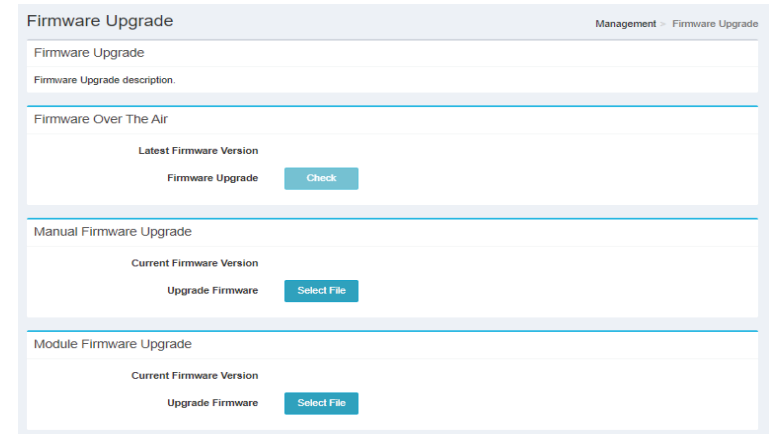 Firmware Upgrade
Management > Firmware Upgrade
Firmware Upgrade
Firmware Upgrade description.
Firmware Over The Air
Latest Firmware Version
Firmware Upgrade Check
Manual Firmware Upgrade
Current Firmware Version
Upgrade Firmware Select File
Module Firmware Upgrade
Current Firmware Version
Upgrade Firmware Select File